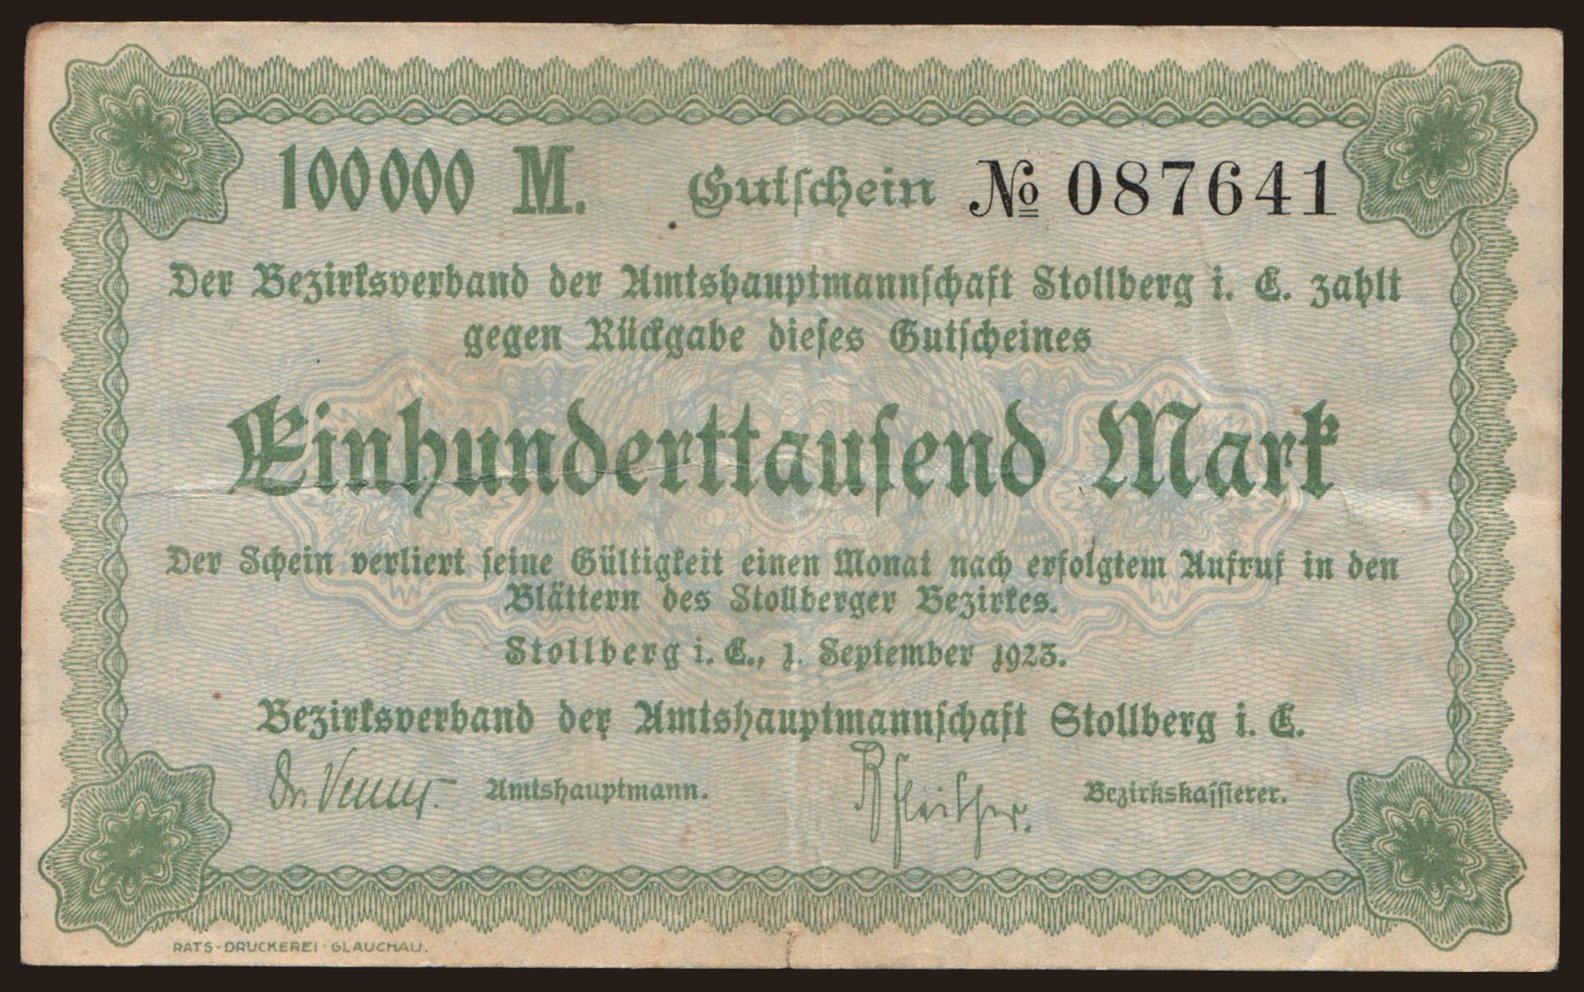 100000 M. Gutschein № 087641
Der Bezirksverband der Amtshauptmannschaft Stollberg i. E. zahlt
gegen Rückgabe dieses Gutscheines
Einhunderttausend Mark
Der Schein verliert seine Gültigkeit einen Monat nach erfolgtem Aufruf in den
Blättern des Stollberger Bezirkes.
Stollberg i. E., 1. September 1923.
Bezirksverband der Amtshauptmannschaft Stollberg i. E.
Dr. Amtshauptmann. Bezirkskassierer.
RATS-DRUCKEREI·GLAUCHAU.